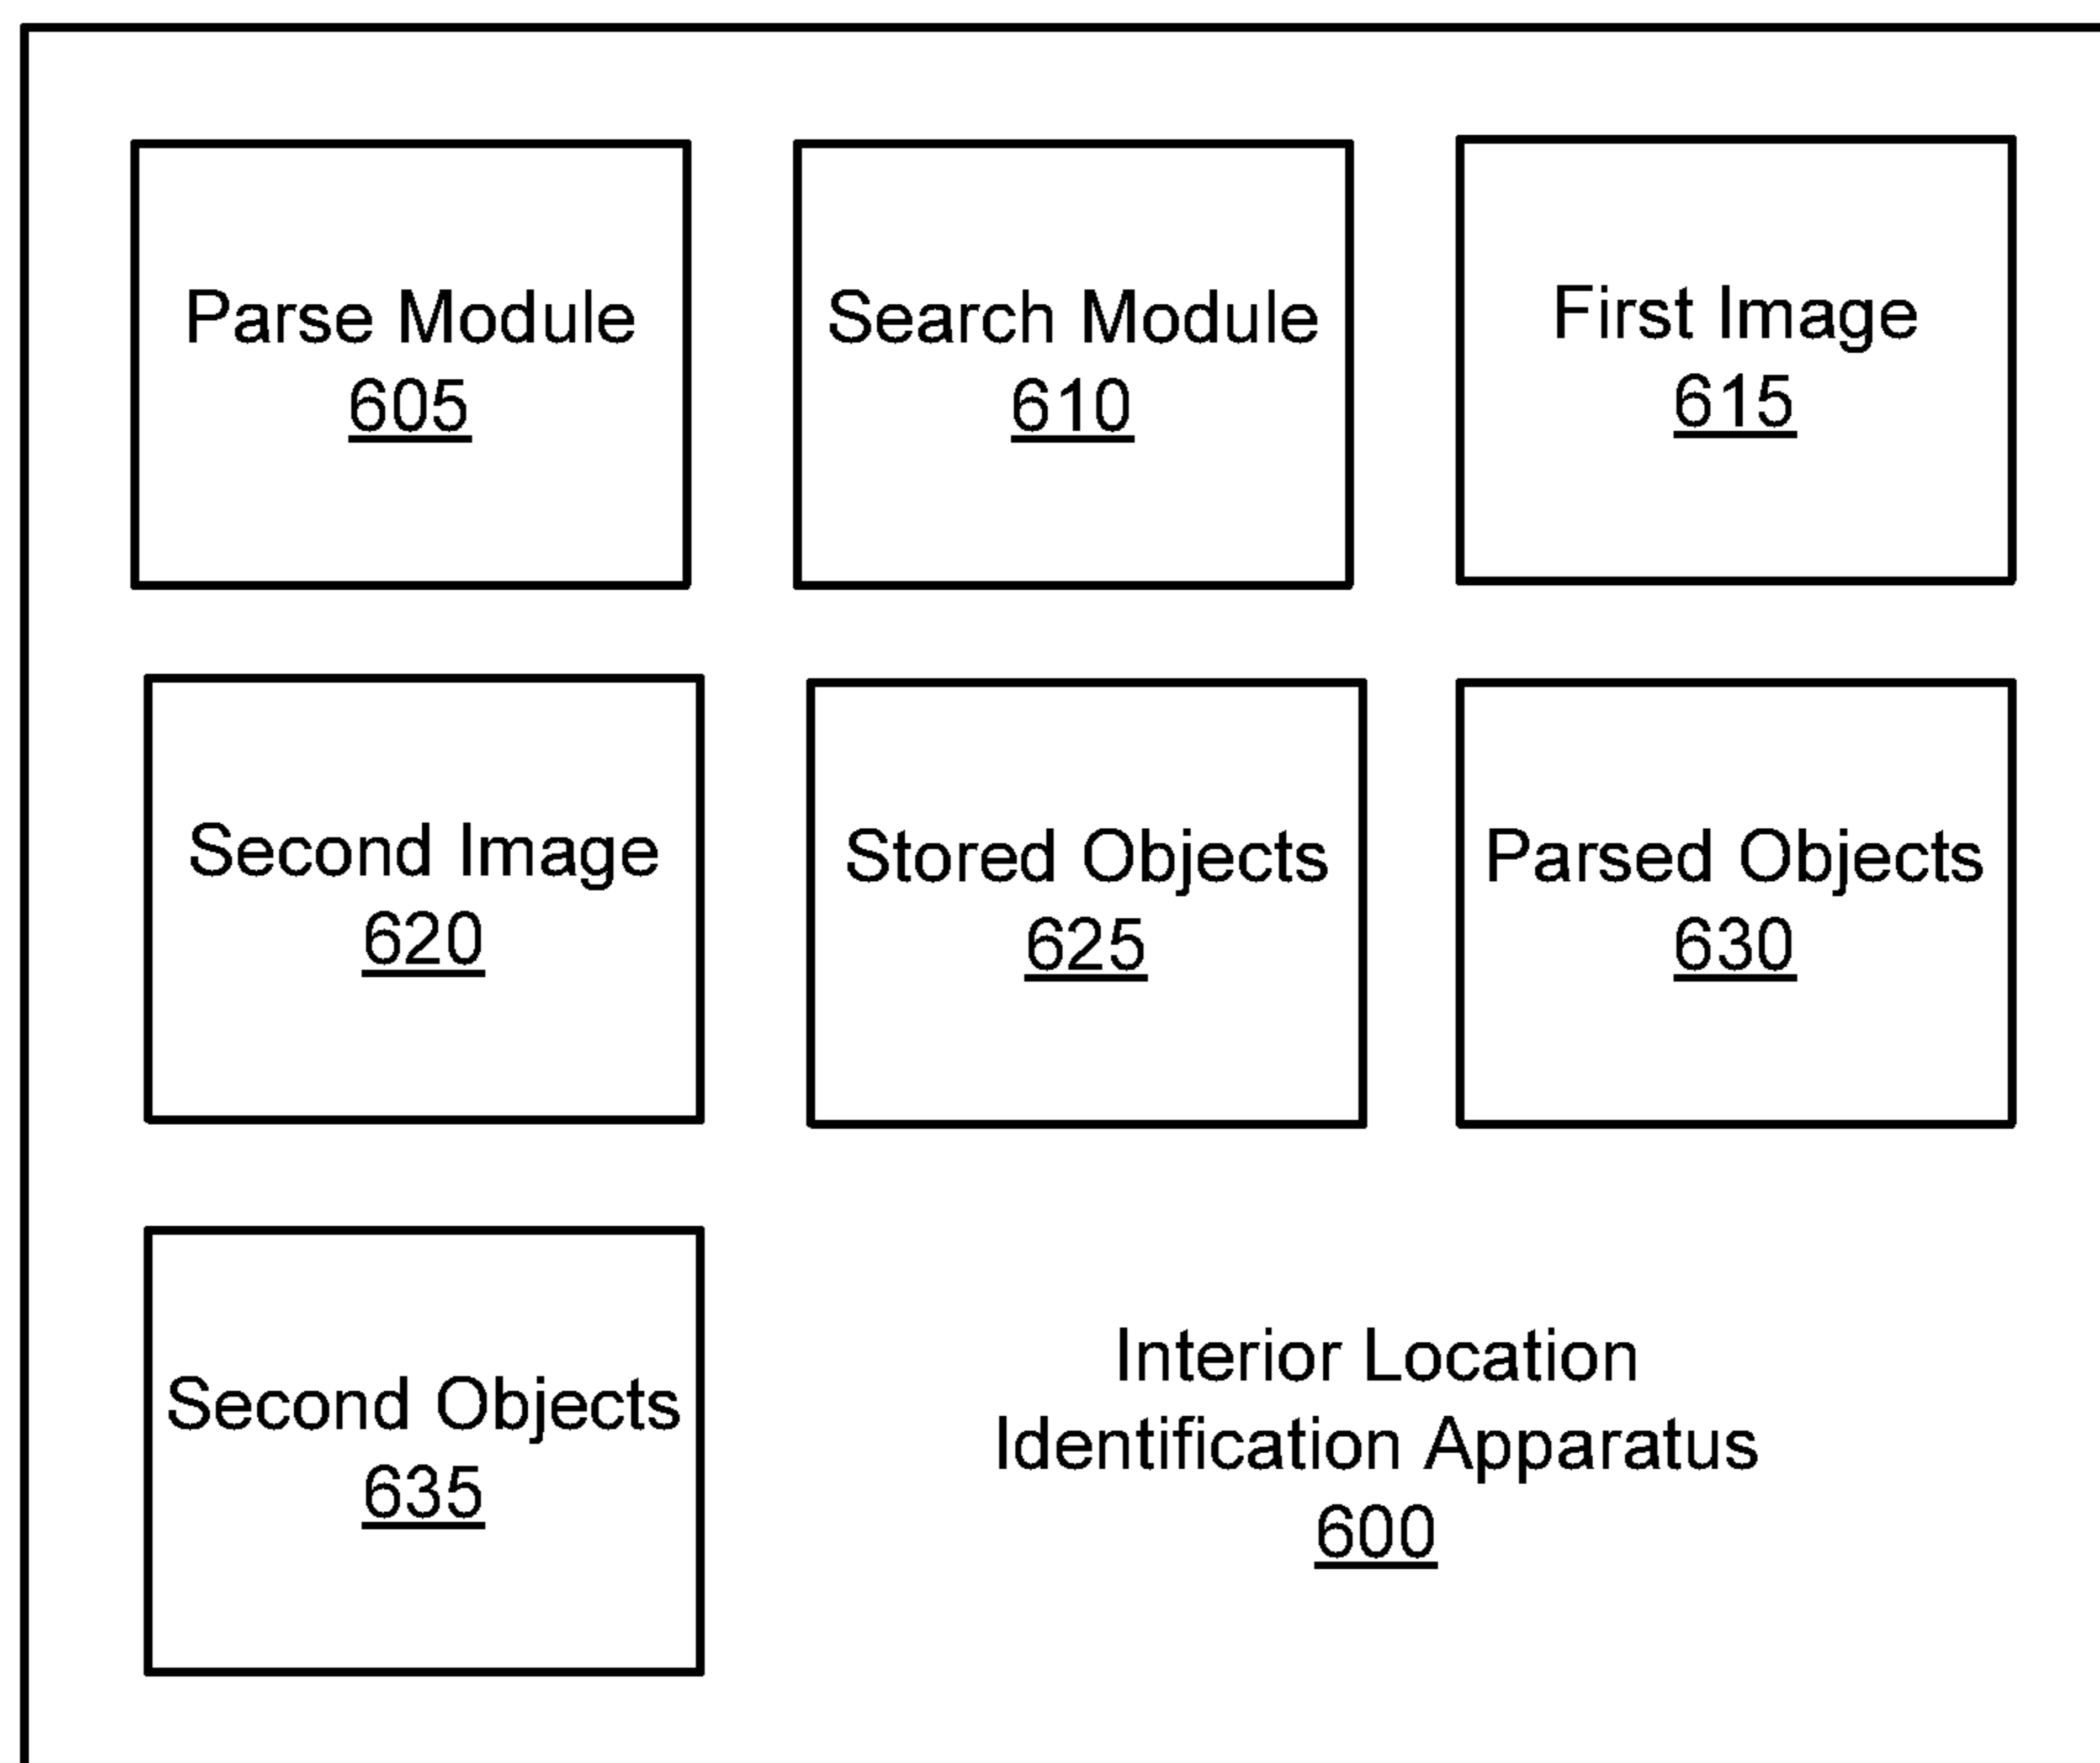 Parse Module
605
Search Module
610
First Image
615
Second Image
620
Stored Objects
625
Parsed Objects
630
Second Objects
635
Interior Location
Identification Apparatus
600